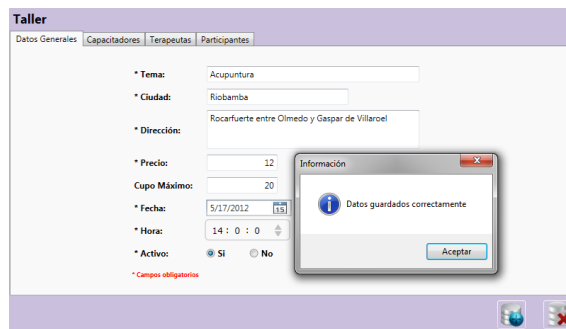 Taller
Datos Generales Capacitadores Terapeutas Participantes
* Tema: Acupuntura
* Ciudad: Riobamba
* Dirección: Rocarfuerte entre Olmedo y Gaspar de Villaroel
* Precio: 12
Cupo Máximo: 20
* Fecha: 5/17/2012 15
* Hora: 14 : 0 : 0
* Activo: Si No
* Campos obligatorios
Información
Datos guardados correctamente
Aceptar